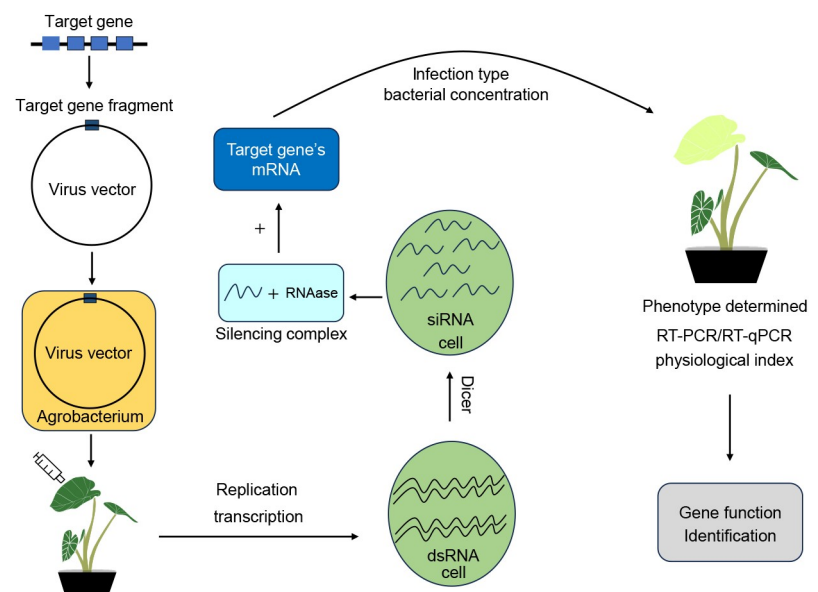 Target gene
Target gene fragment
Virus vector
Virus vector
Agrobacterium
Replication
transcription
dsRNA
cell
Dicer
siRNA
cell
+ RNAase
Silencing complex
+
Target gene's
mRNA
Infection type
bacterial concentration
Phenotype determined
RT-PCR/RT-qPCR
physiological index
Gene function
Identification